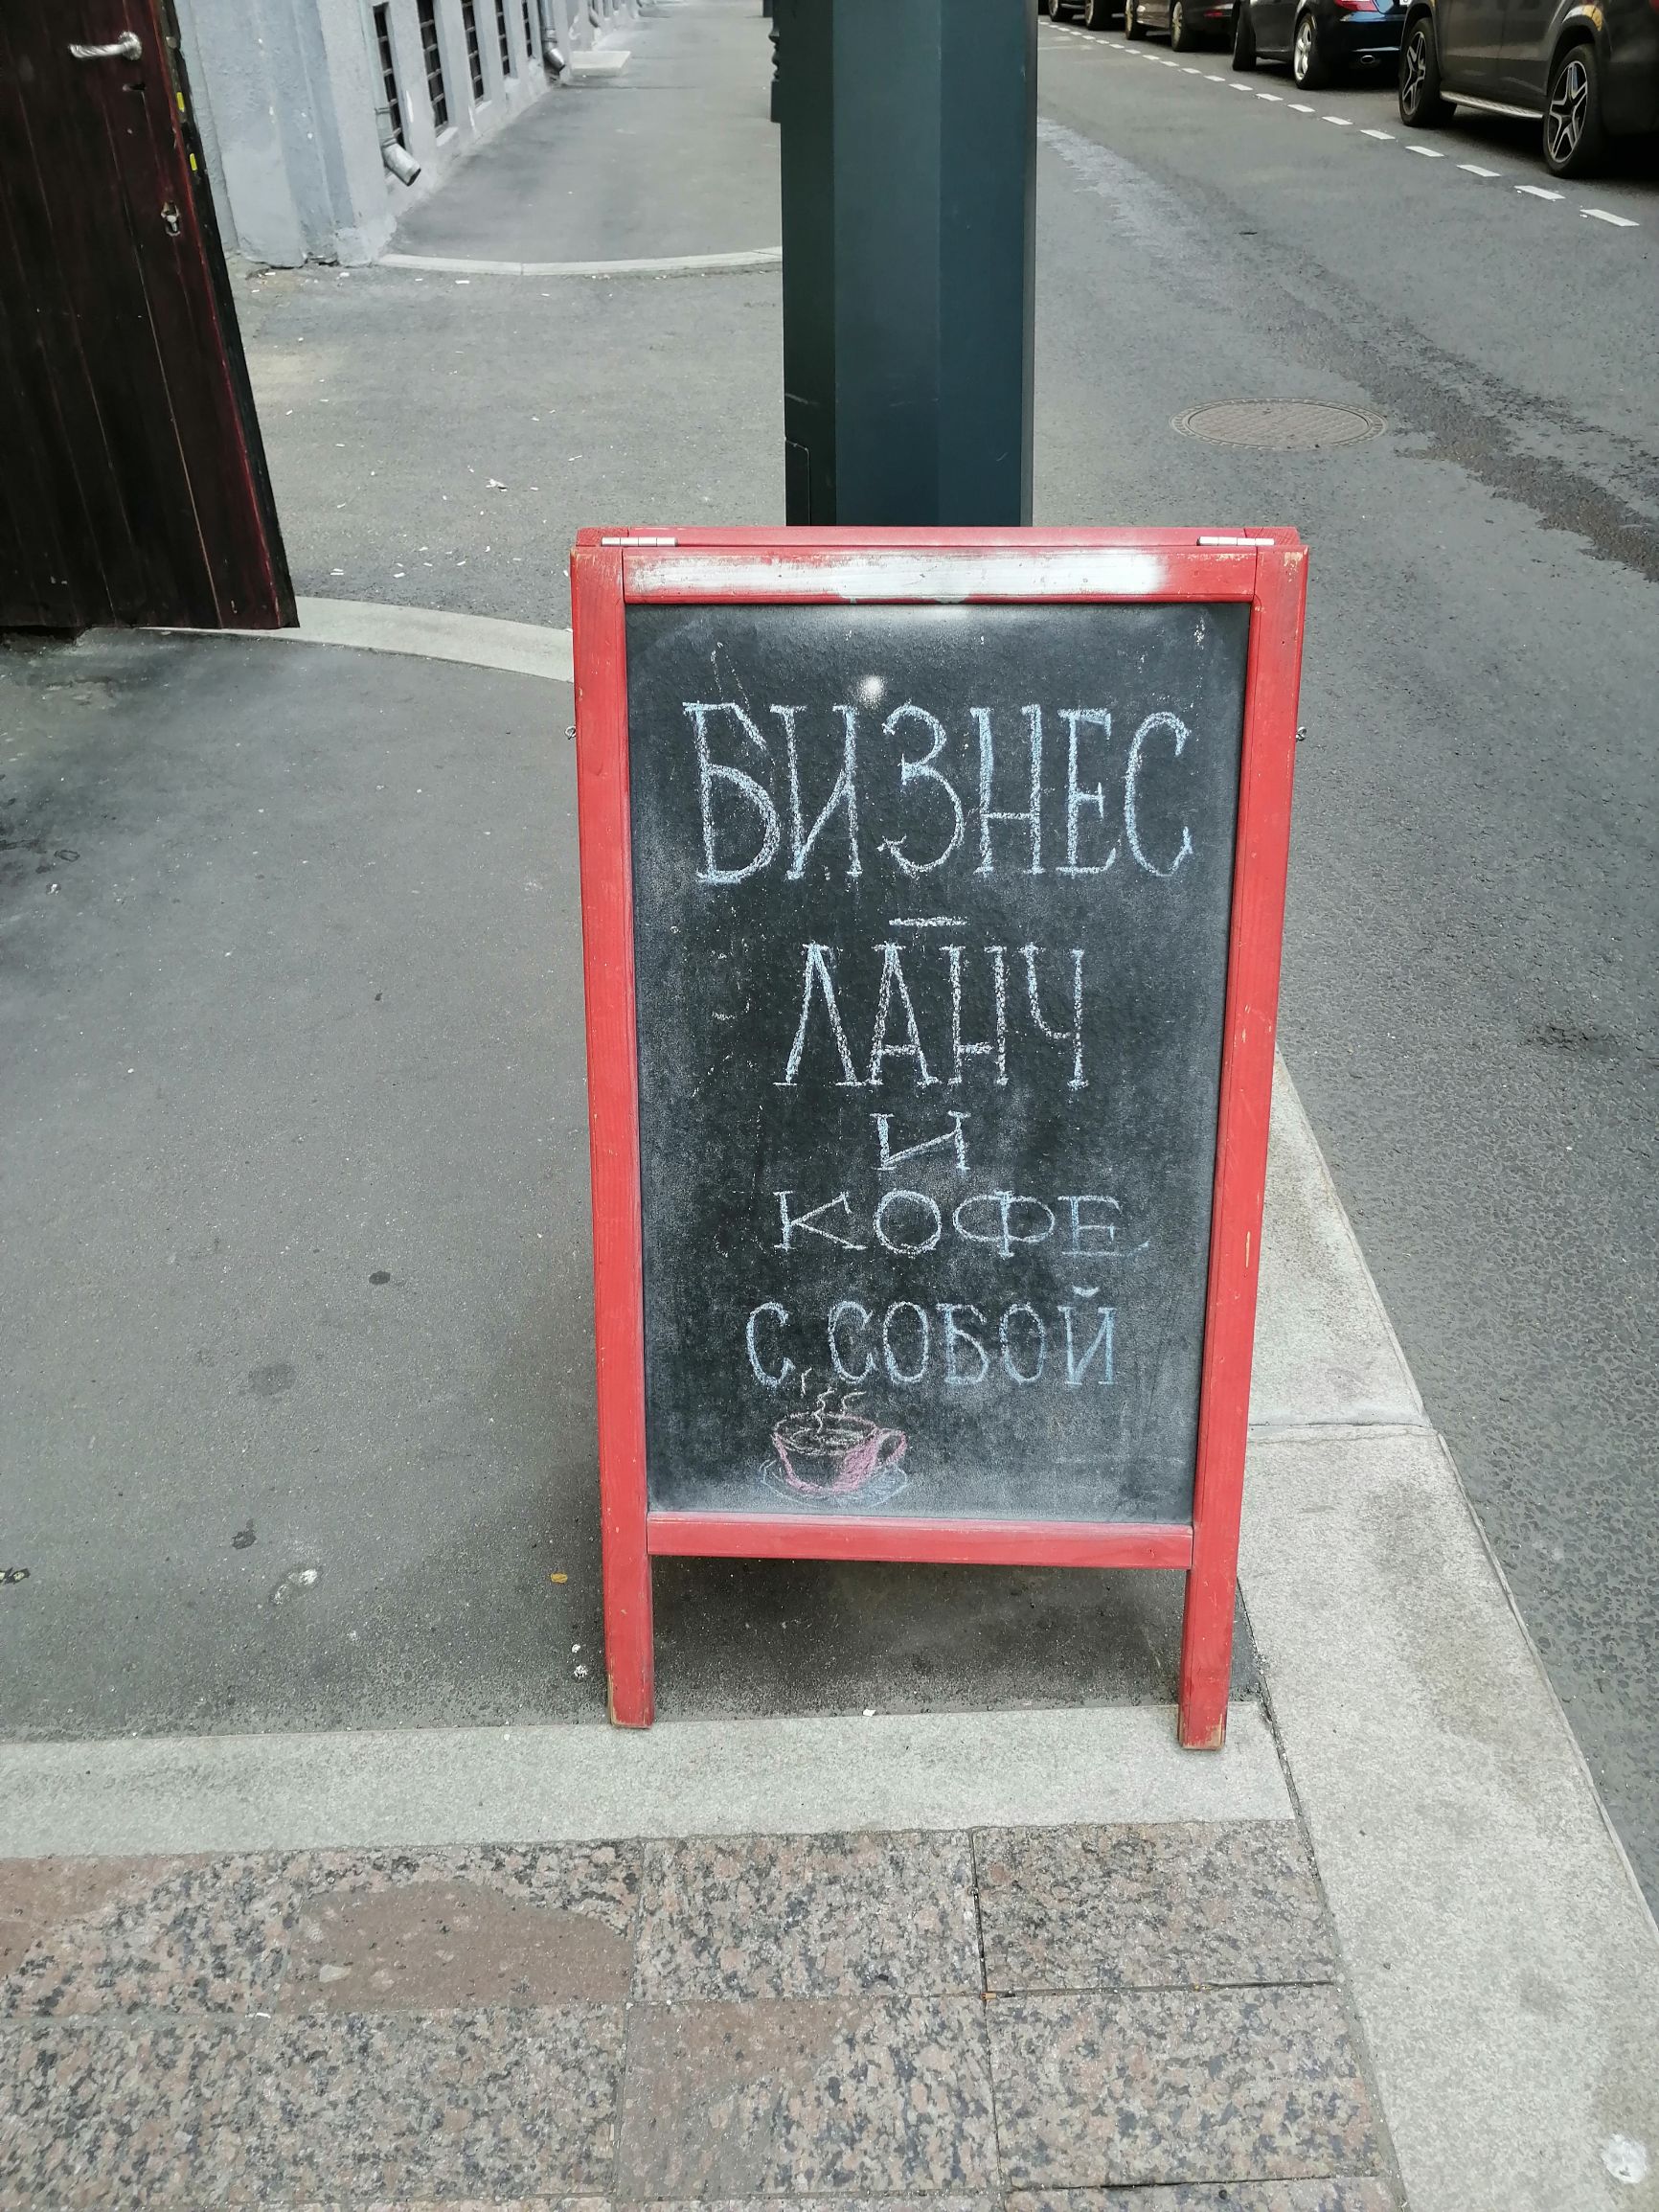 БИЗНЕС
–
ЛАНЧ
И
КОФЕ
С СОБОЙ